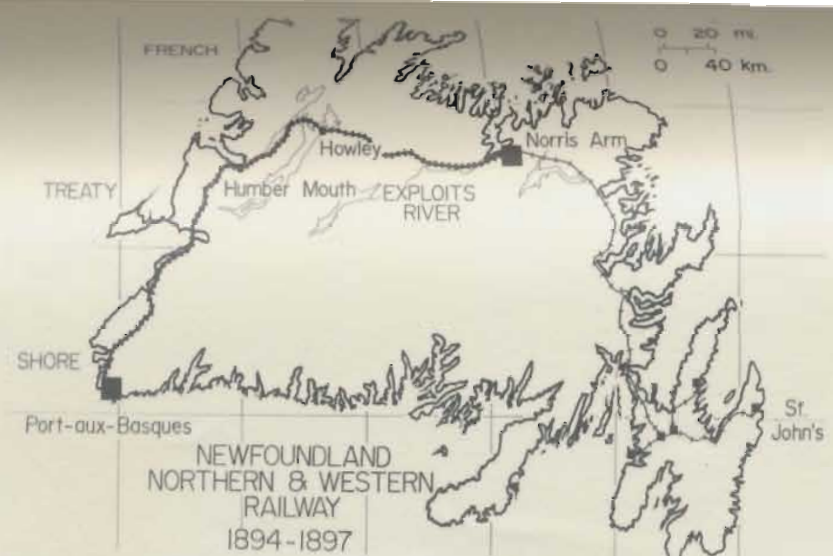 FRENCH
0 20 mi.
0 40 km.
Norris Arm
Howley
TREATY
Humber Mouth
EXPLOITS
RIVER
SHORE
Port-aux-Basques
St.
John's
NEWFOUNDLAND
NORTHERN & WESTERN
RAILWAY
1894-1897